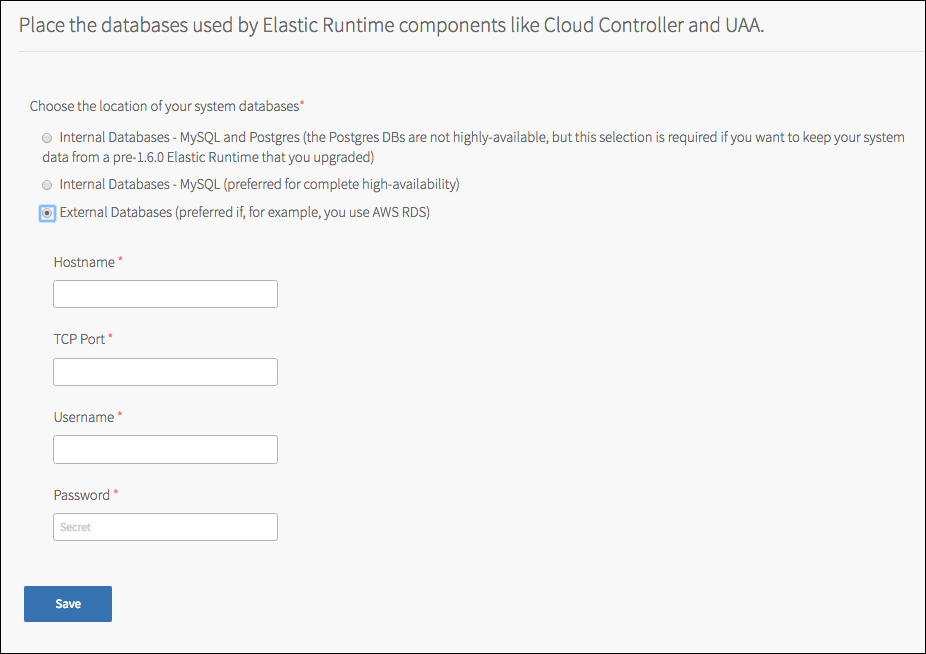 Place the databases used by Elastic Runtime components like Cloud Controller and UAA.
Choose the location of your system databases*
Internal Databases - MySQL and Postgres (the Postgres DBs are not highly-available, but this selection is required if you want to keep your system
data from a pre-1.6.0 Elastic Runtime that you upgraded)
Internal Databases - MySQL (preferred for complete high-availability)
External Databases (preferred if, for example, you use AWS RDS)
Hostname *
TCP Port *
Username *
Password *
Secret
Save